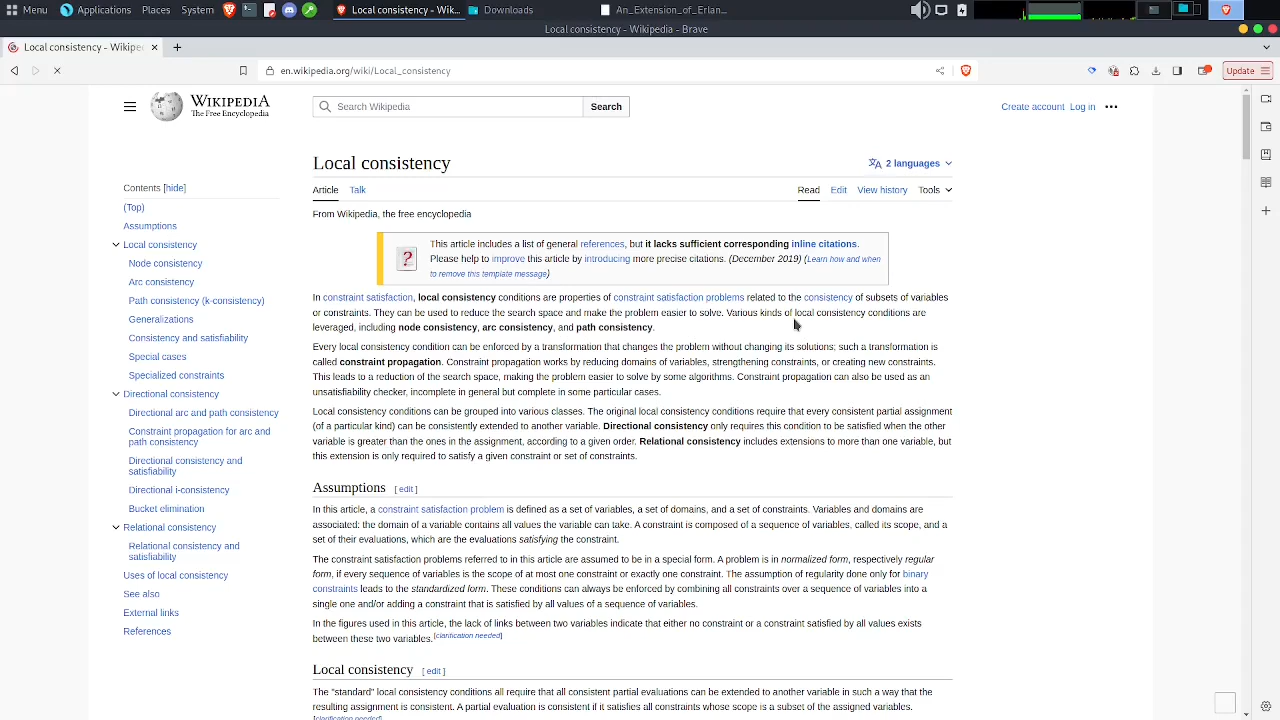 Menu Applications Places System Local consistency - Wik... Downloads An_Extension_of_Erlan...
Local consistency - Wikipedia - Brave
Local consistency - Wikipe
en.wikipedia.org/wiki/Local_consistency Update
WIKIPEDIA
The Free Encyclopedia
Search Wikipedia Search
Create account Log in
Local consistency
2 languages
Article Talk Read Edit View history Tools
From Wikipedia, the free encyclopedia
Contents [hide]
(Top)
Assumptions
Local consistency
Node consistency
Arc consistency
Path consistency (k-consistency)
Generalizations
Consistency and satisfiability
Special cases
Specialized constraints
Directional consistency
Directional arc and path consistency
Constraint propagation for arc and
path consistency
Directional consistency and
satisfiability
Directional i-consistency
Bucket elimination
Relational consistency
Relational consistency and
satisfiability
Uses of local consistency
See also
External links
References
This article includes a list of general references, but it lacks sufficient corresponding inline citations.
Please help to improve this article by introducing more precise citations. (December 2019) (Learn how and when
to remove this template message)
In constraint satisfaction, local consistency conditions are properties of constraint satisfaction problems related to the consistency of subsets of variables
or constraints. They can be used to reduce the search space and make the problem easier to solve. Various kinds of local consistency conditions are
leveraged, including node consistency, arc consistency, and path consistency.
Every local consistency condition can be enforced by a transformation that changes the problem without changing its solutions; such a transformation is
called constraint propagation. Constraint propagation works by reducing domains of variables, strengthening constraints, or creating new constraints.
This leads to a reduction of the search space, making the problem easier to solve by some algorithms. Constraint propagation can also be used as an
unsatisfiability checker, incomplete in general but complete in some particular cases.
Local consistency conditions can be grouped into various classes. The original local consistency conditions require that every consistent partial assignment
(of a particular kind) can be consistently extended to another variable. Directional consistency only requires this condition to be satisfied when the other
variable is greater than the ones in the assignment, according to a given order. Relational consistency includes extensions to more than one variable, but
this extension is only required to satisfy a given constraint or set of constraints.
Assumptions [ edit ]
In this article, a constraint satisfaction problem is defined as a set of variables, a set of domains, and a set of constraints. Variables and domains are
associated: the domain of a variable contains all values the variable can take. A constraint is composed of a sequence of variables, called its scope, and a
set of their evaluations, which are the evaluations satisfying the constraint.
The constraint satisfaction problems referred to in this article are assumed to be in a special form. A problem is in normalized form, respectively regular
form, if every sequence of variables is the scope of at most one constraint or exactly one constraint. The assumption of regularity done only for binary
constraints leads to the standardized form. These conditions can always be enforced by combining all constraints over a sequence of variables into a
single one and/or adding a constraint that is satisfied by all values of a sequence of variables.
In the figures used in this article, the lack of links between two variables indicate that either no constraint or a constraint satisfied by all values exists
between these two variables.[clarification needed]
Local consistency [ edit ]
The "standard" local consistency conditions all require that all consistent partial evaluations can be extended to another variable in such a way that the
resulting assignment is consistent. A partial evaluation is consistent if it satisfies all constraints whose scope is a subset of the assigned variables.
[clarification needed]